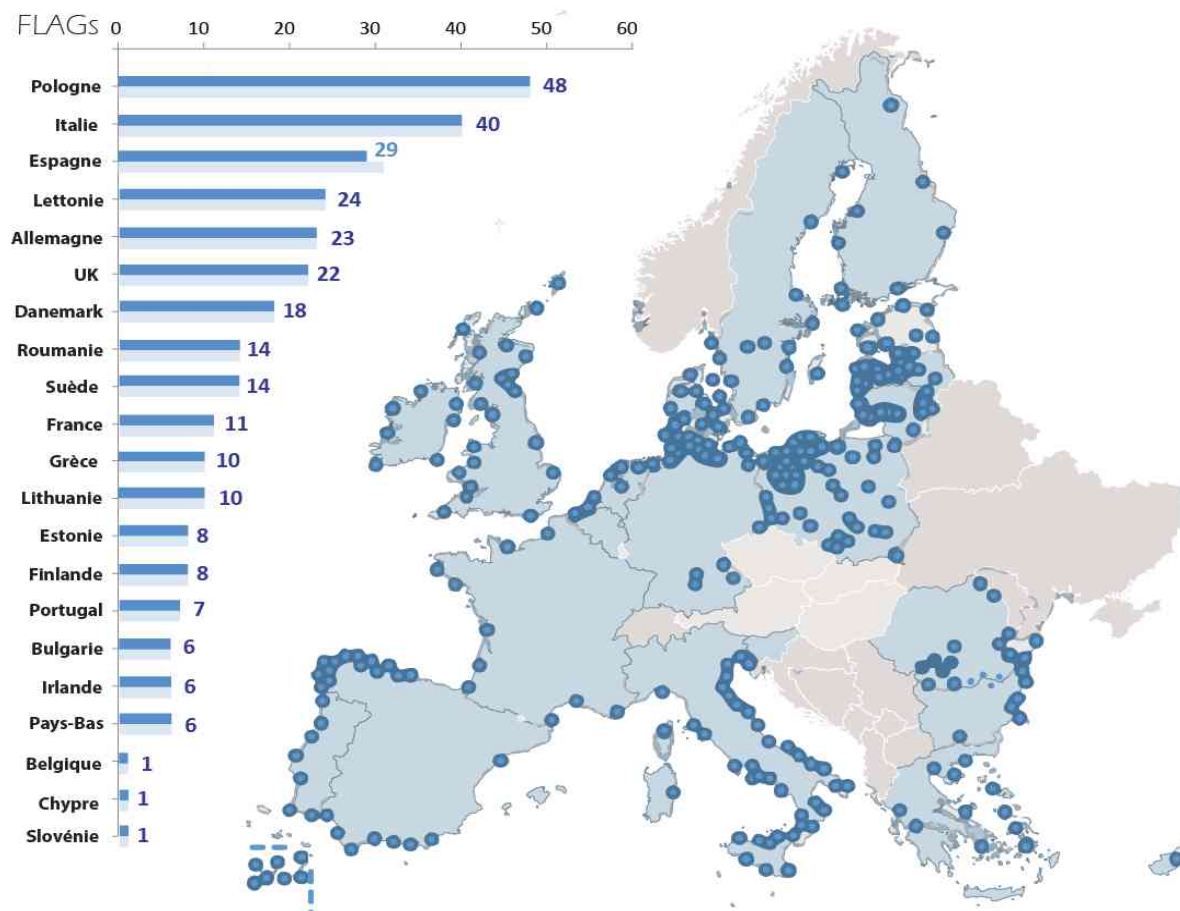 FLAGs 0 10 20 30 40 50 60
Pologne 48
Italie 40
Espagne 29
Lettonie 24
Allemagne 23
UK 22
Danemark 18
Roumanie 14
Suède 14
France 11
Grèce 10
Lithuanie 10
Estonie 8
Finlande 8
Portugal 7
Bulgarie 6
Irlande 6
Pays-Bas 6
Belgique 1
Chypre 1
Slovénie 1